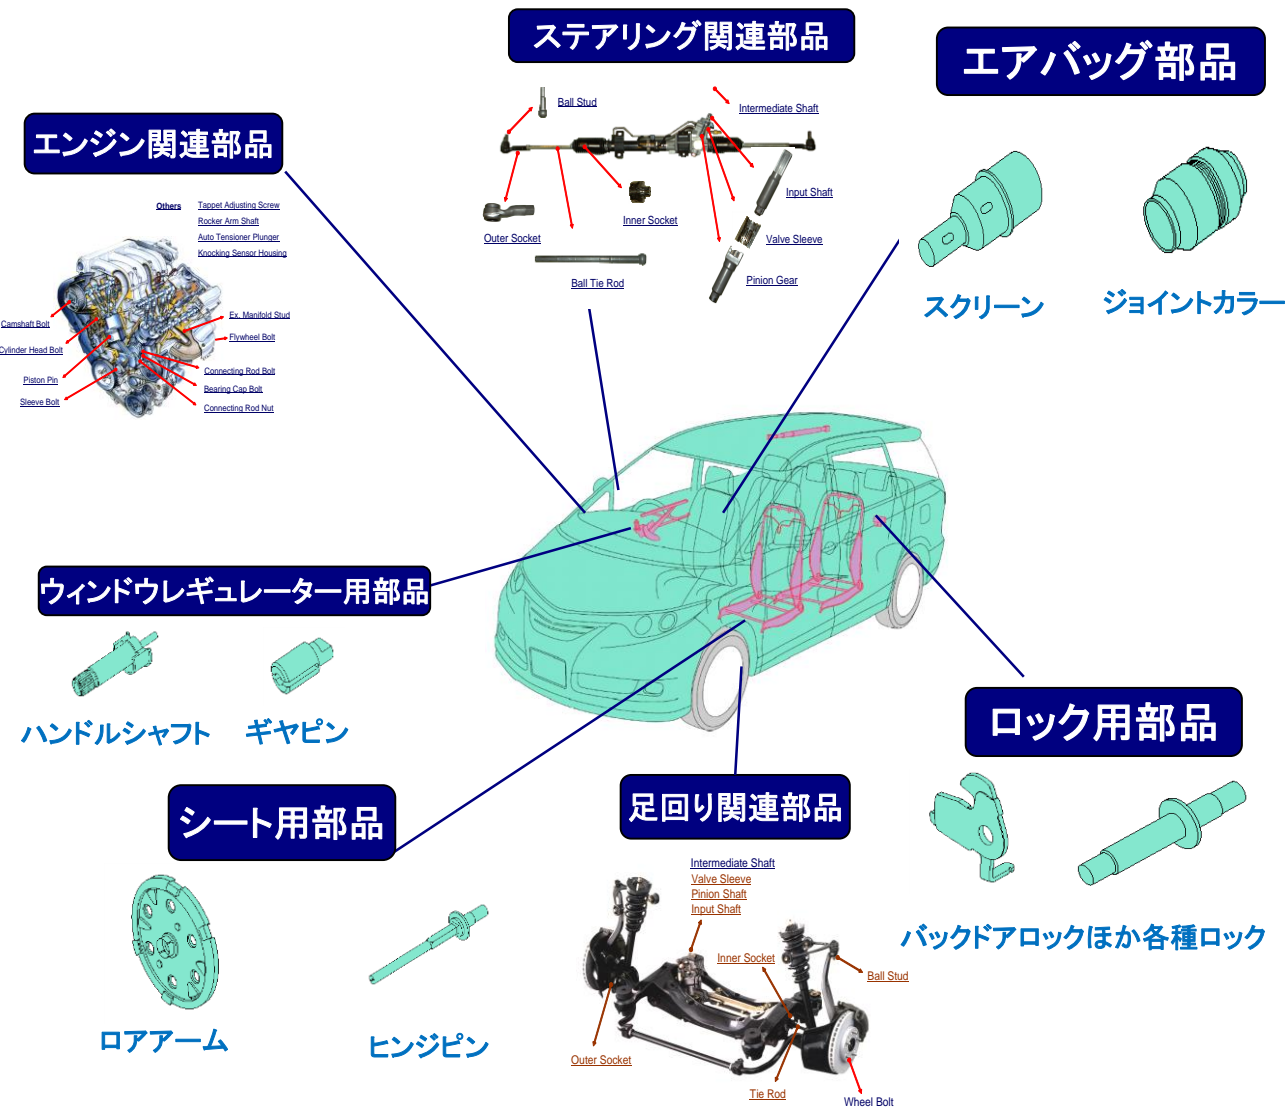 ステアリング関連部品
エアバッグ部品
エンジン関連部品
Ball Stud
Intermediate Shaft
Input Shaft
Inner Socket
Outer Socket
Valve Sleeve
Ball Tie Rod
Pinion Gear
スクリーン
ジョイントカラー
Others
Tappet Adjusting Screw
Rocker Arm Shaft
Auto Tensioner Plunger
Knocking Sensor Housing
Camshaft Bolt
Cylinder Head Bolt
Piston Pin
Sleeve Bolt
Ex. Manifold Stud
Flywheel Bolt
Connecting Rod Bolt
Bearing Cap Bolt
Connecting Rod Nut
ウィンドウレギュレーター用部品
ハンドルシャフト
ギヤピン
シート用部品
ロアアーム
ヒンジピン
足回り関連部品
Intermediate Shaft
Valve Sleeve
Pinion Shaft
Input Shaft
Inner Socket
Ball Stud
Outer Socket
Tie Rod
Wheel Bolt
ロック用部品
バックドアロックほか各種ロック